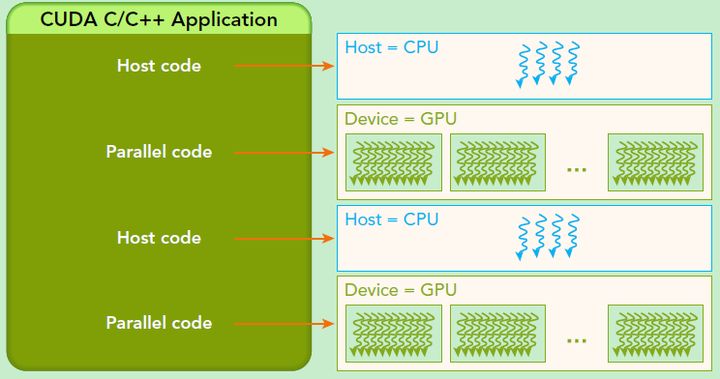 CUDA C/C++ Application
Host code
Host = CPU
Parallel code
Device = GPU
...
Host code
Host = CPU
Parallel code
Device = GPU
...